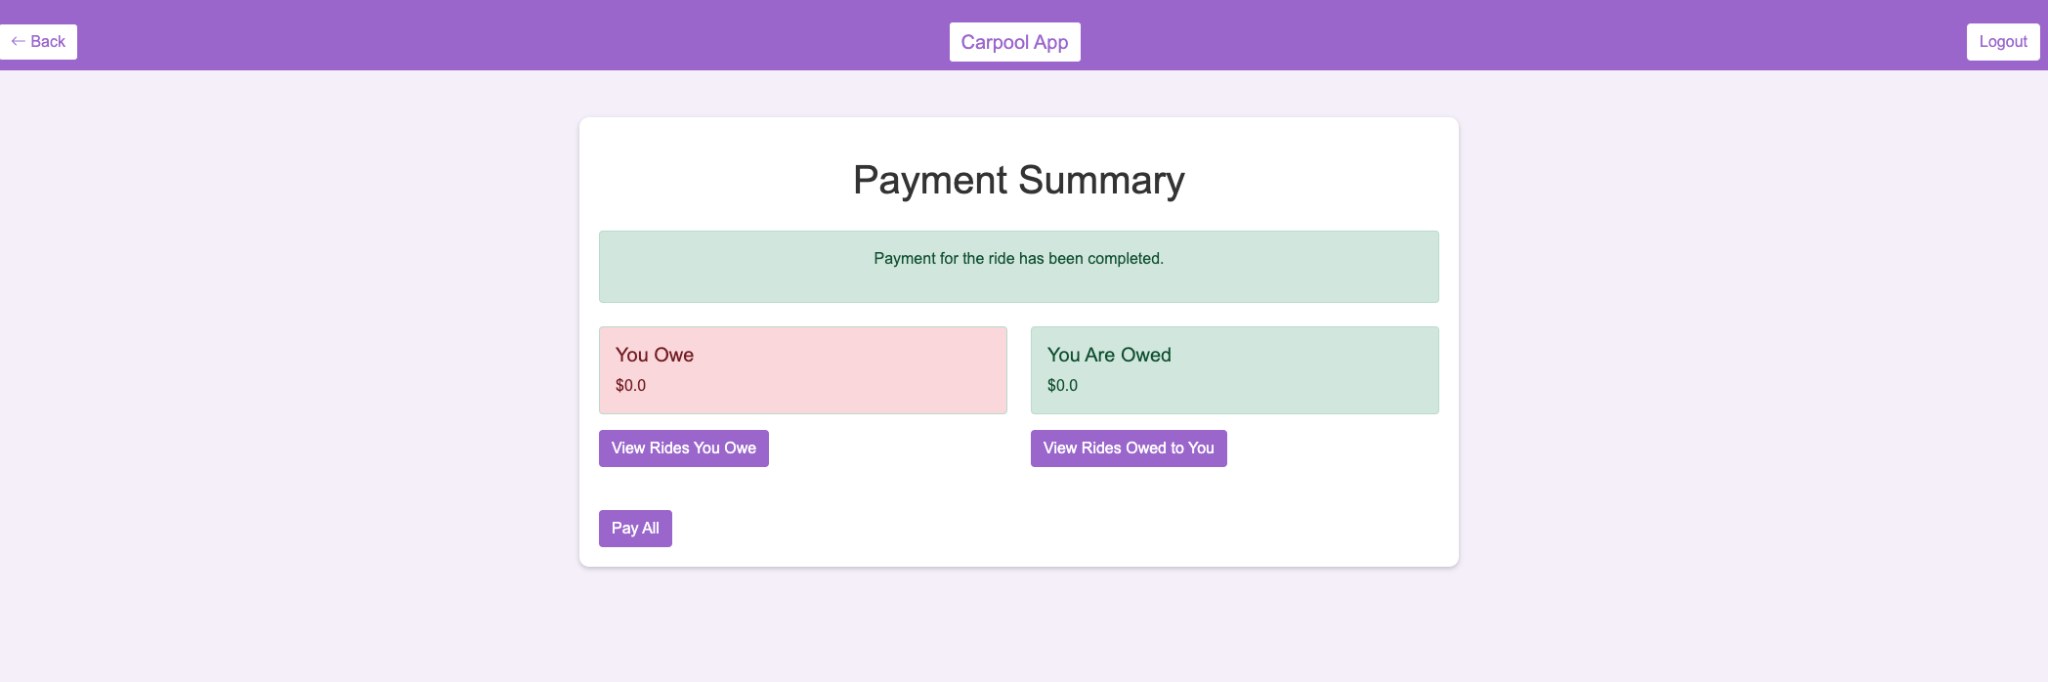 ← Back
Carpool App
Logout
Payment Summary
Payment for the ride has been completed.
You Owe
$0.0
You Are Owed
$0.0
View Rides You Owe
View Rides Owed to You
Pay All